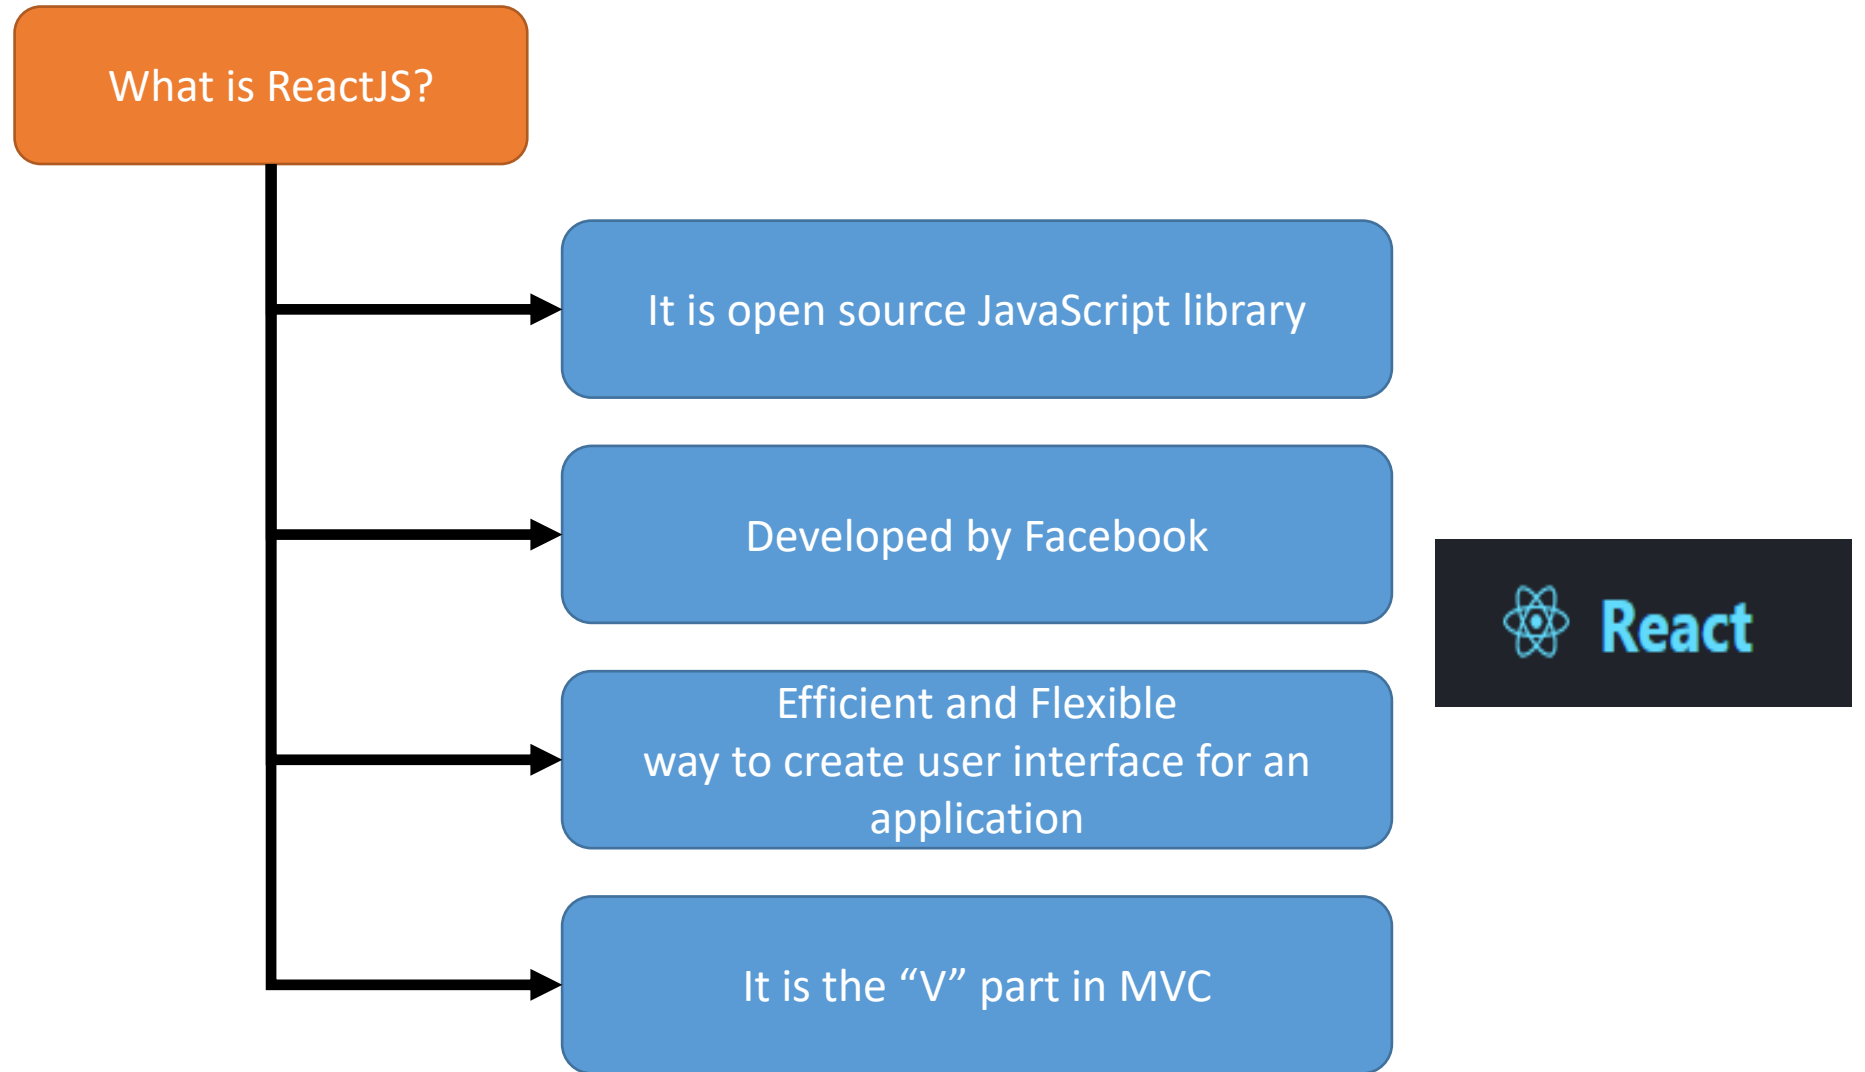 What is ReactJS?
It is open source JavaScript library
Developed by Facebook
React
Efficient and Flexible
way to create user interface for an
application
It is the “V” part in MVC